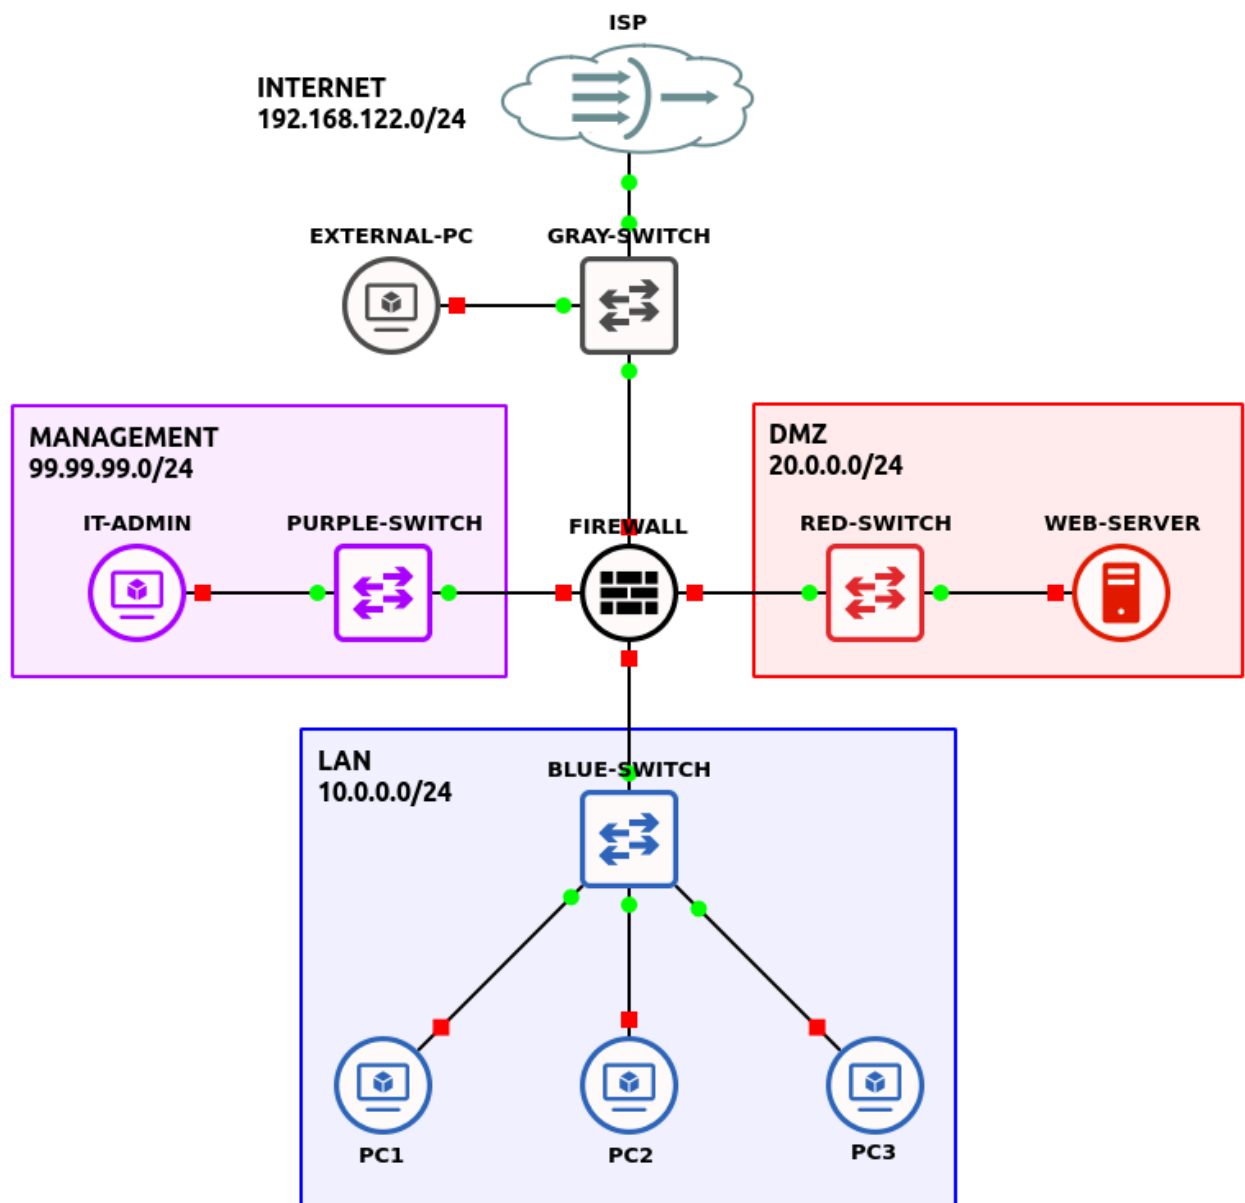 ISP
INTERNET
192.168.122.0/24
EXTERNAL-PC
GRAY-SWITCH
MANAGEMENT
99.99.99.0/24
DMZ
20.0.0.0/24
IT-ADMIN
PURPLE-SWITCH
FIREWALL
RED-SWITCH
WEB-SERVER
LAN
10.0.0.0/24
BLUE-SWITCH
PC1
PC2
PC3